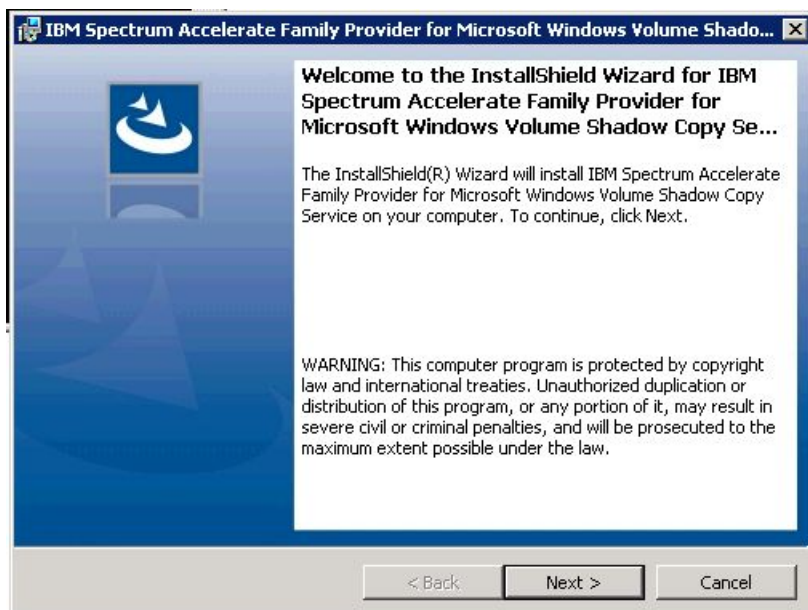 IBM Spectrum Accelerate Family Provider for Microsoft Windows Volume Shado...
Welcome to the InstallShield Wizard for IBM
Spectrum Accelerate Family Provider for
Microsoft Windows Volume Shadow Copy Se...
The InstallShield(R) Wizard will install IBM Spectrum Accelerate
Family Provider for Microsoft Windows Volume Shadow Copy
Service on your computer. To continue, click Next.
WARNING: This computer program is protected by copyright
law and international treaties. Unauthorized duplication or
distribution of this program, or any portion of it, may result in
severe civil or criminal penalties, and will be prosecuted to the
maximum extent possible under the law.
< Back Next > Cancel